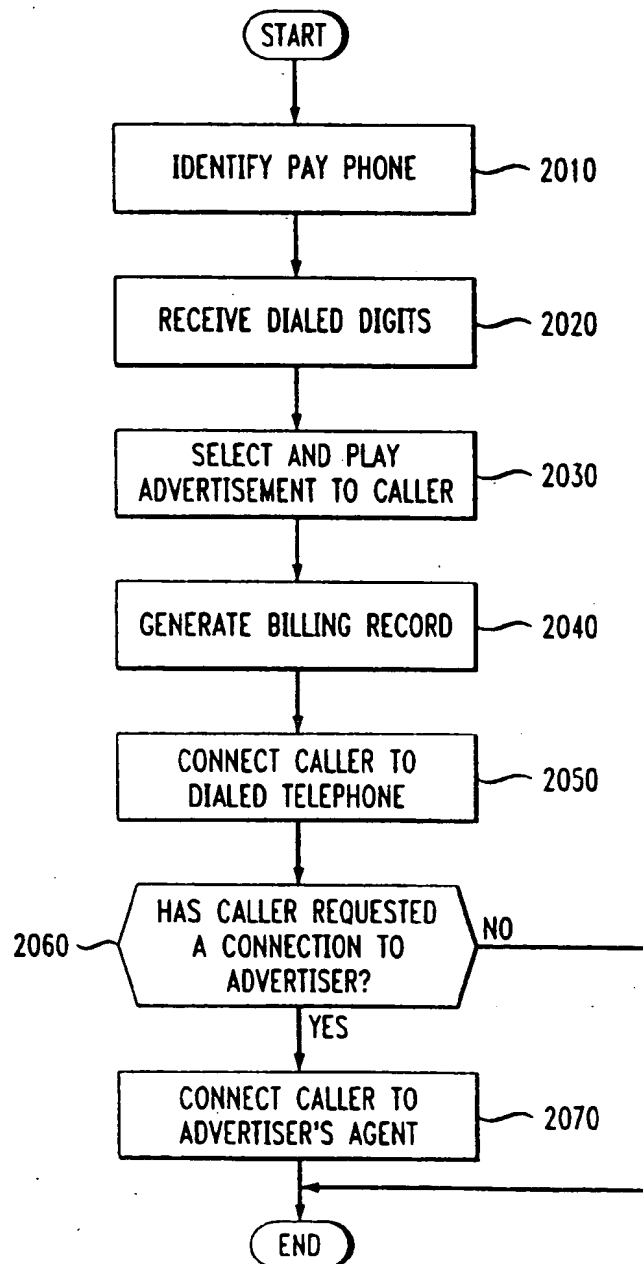 START
IDENTIFY PAY PHONE
2010
RECEIVE DIALED DIGITS
2020
SELECT AND PLAY
ADVERTISEMENT TO CALLER
2030
GENERATE BILLING RECORD
2040
CONNECT CALLER TO
DIALED TELEPHONE
2050
HAS CALLER REQUESTED
A CONNECTION TO
ADVERTISER?
2060
NO
YES
CONNECT CALLER TO
ADVERTISER'S AGENT
2070
END